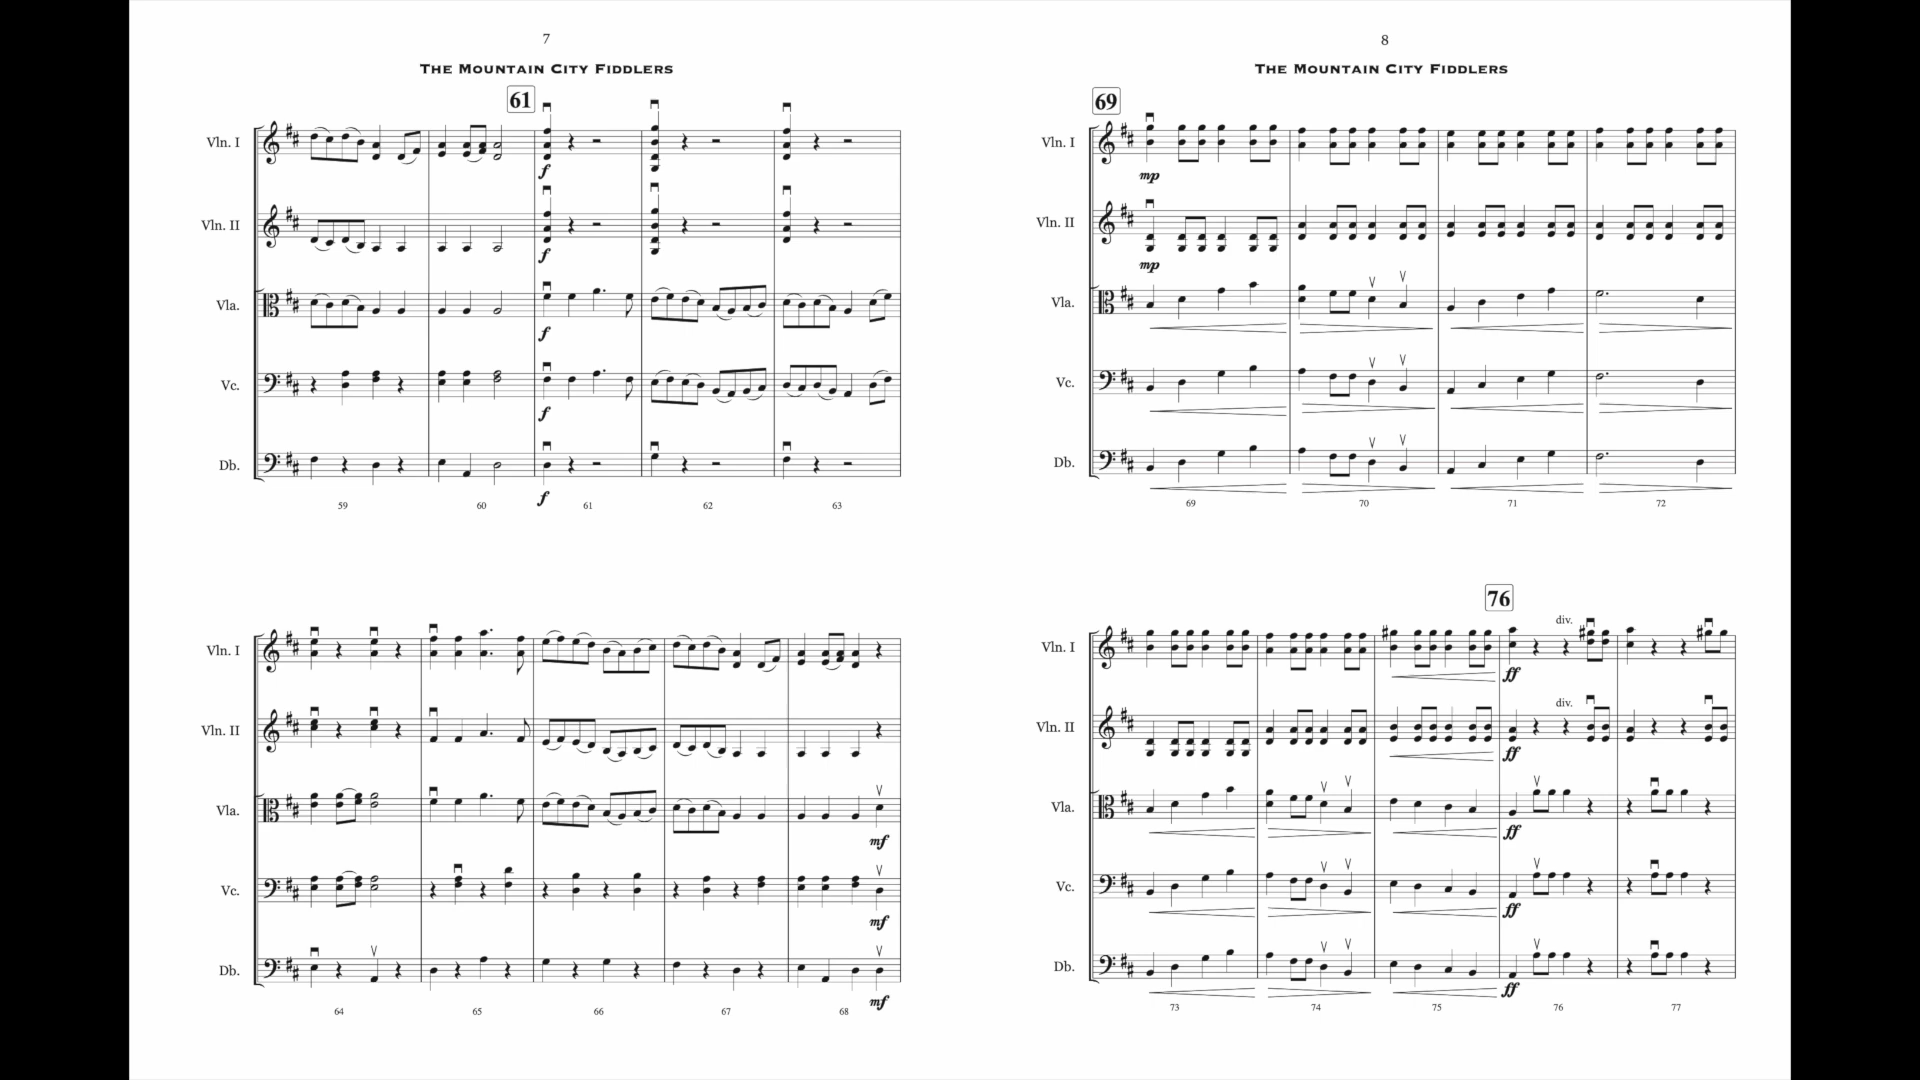 7
THE MOUNTAIN CITY FIDDLERS
61
Vln. I
f
Vln. II
f
Vla.
f
Vc.
f
Db.
f
59 60 61 62 63
Vln. I
Vln. II
Vla.
mf
Vc.
mf
Db.
mf
64 65 66 67 68
8
THE MOUNTAIN CITY FIDDLERS
69
Vln. I
mp
Vln. II
mp
Vla.
Vc.
Db.
69 70 71 72
76
div.
Vln. I
ff
div.
Vln. II
ff
Vla.
ff
Vc.
ff
Db.
ff
73 74 75 76 77